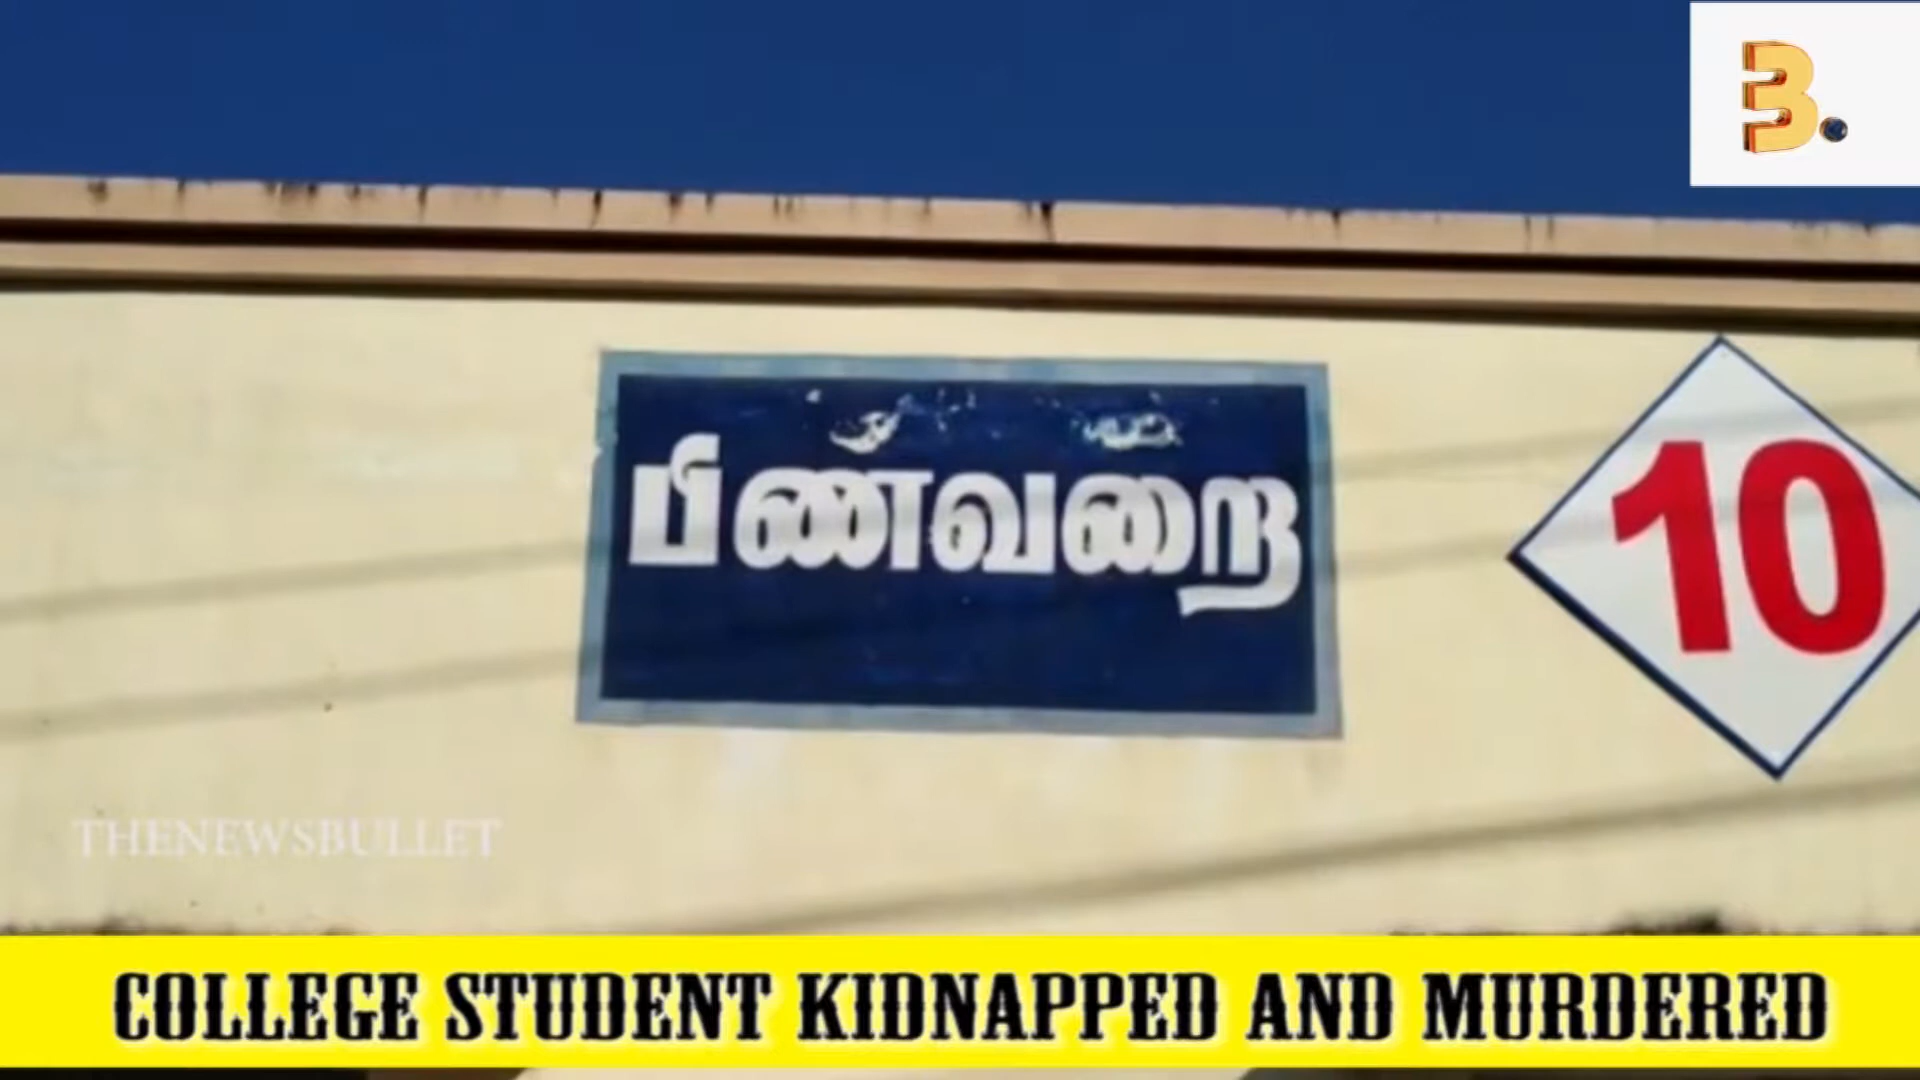 B.
பிணவறை
10
THENEWSBULLET
COLLEGE STUDENT KIDNAPPED AND MURDERED